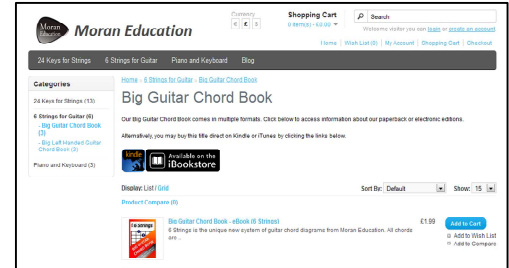 Moran
Education
Moran Education
Currency
€ £ $
Shopping Cart
0 item(s) - £0.00
Search
Welcome visitor you can login or create an account.
Home | Wish List (0) | My Account | Shopping Cart | Checkout
24 Keys for Strings 6 Strings for Guitar Piano and Keyboard Blog
Categories
24 Keys for Strings (13)
6 Strings for Guitar (6)
- Big Guitar Chord Book (3)
- Big Left Handed Guitar Chord Book (3)
Piano and Keyboard (3)
Home » 6 Strings for Guitar » Big Guitar Chord Book
Big Guitar Chord Book
Our Big Guitar Chord Book comes in multiple formats. Click below to access information about our paperback or electronic editions.
Alternatively, you may buy this title direct on Kindle or iTunes by clicking the links below.
kindle
Available on the
iBookstore
Display: List / Grid
Sort By: Default
Show: 15
Product Compare (0)
6 Strings
Big Guitar Chord Book - eBook (6 Strings)
6 Strings is the unique new system of guitar chord diagrams from Moran Education. All chords are ..
£1.99
Add to Cart
Add to Wish List
Add to Compare